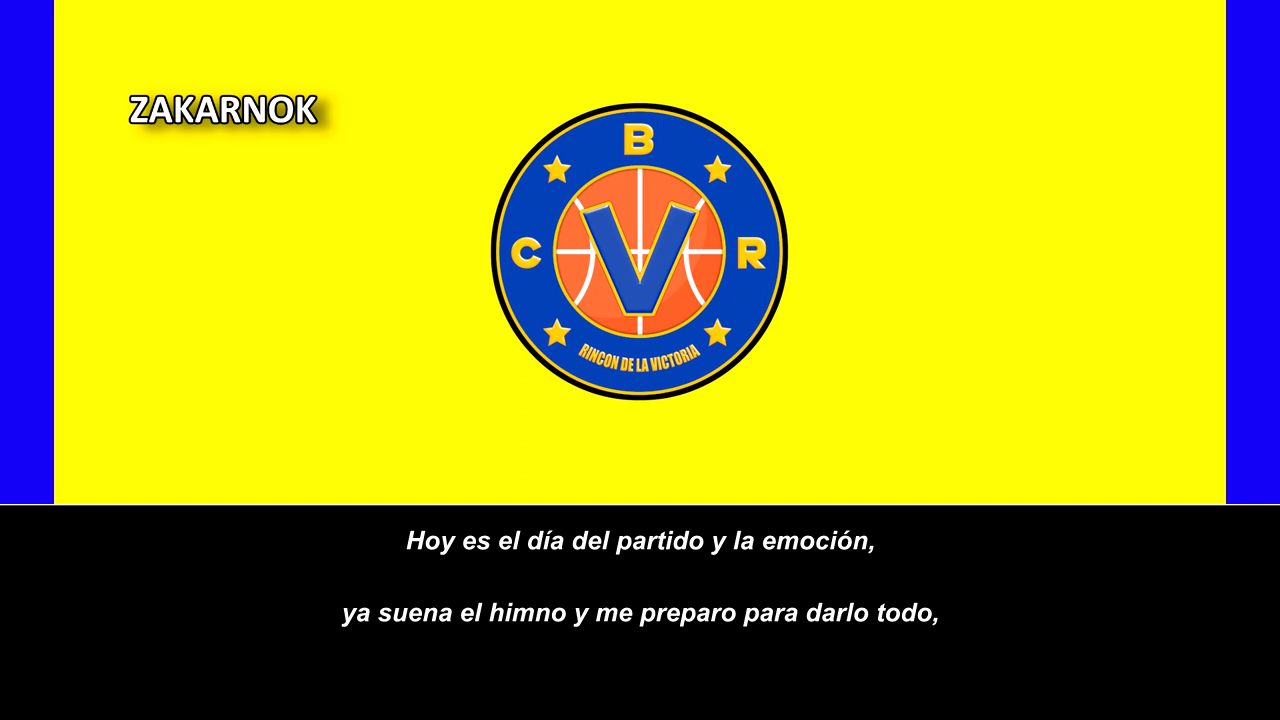 ZAKARNOK
B
C V R
RINCON DE LA VICTORIA
Hoy es el día del partido y la emoción,
ya suena el himno y me preparo para darlo todo,